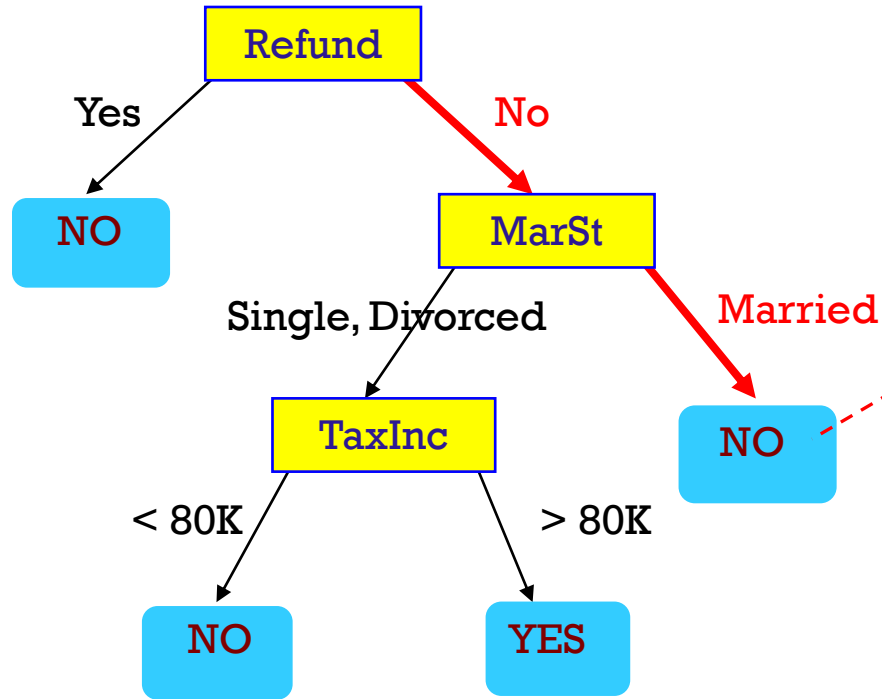 Refund
Yes
No
NO
MarSt
Single, Divorced
Married
TaxInc
NO
< 80K
> 80K
NO
YES